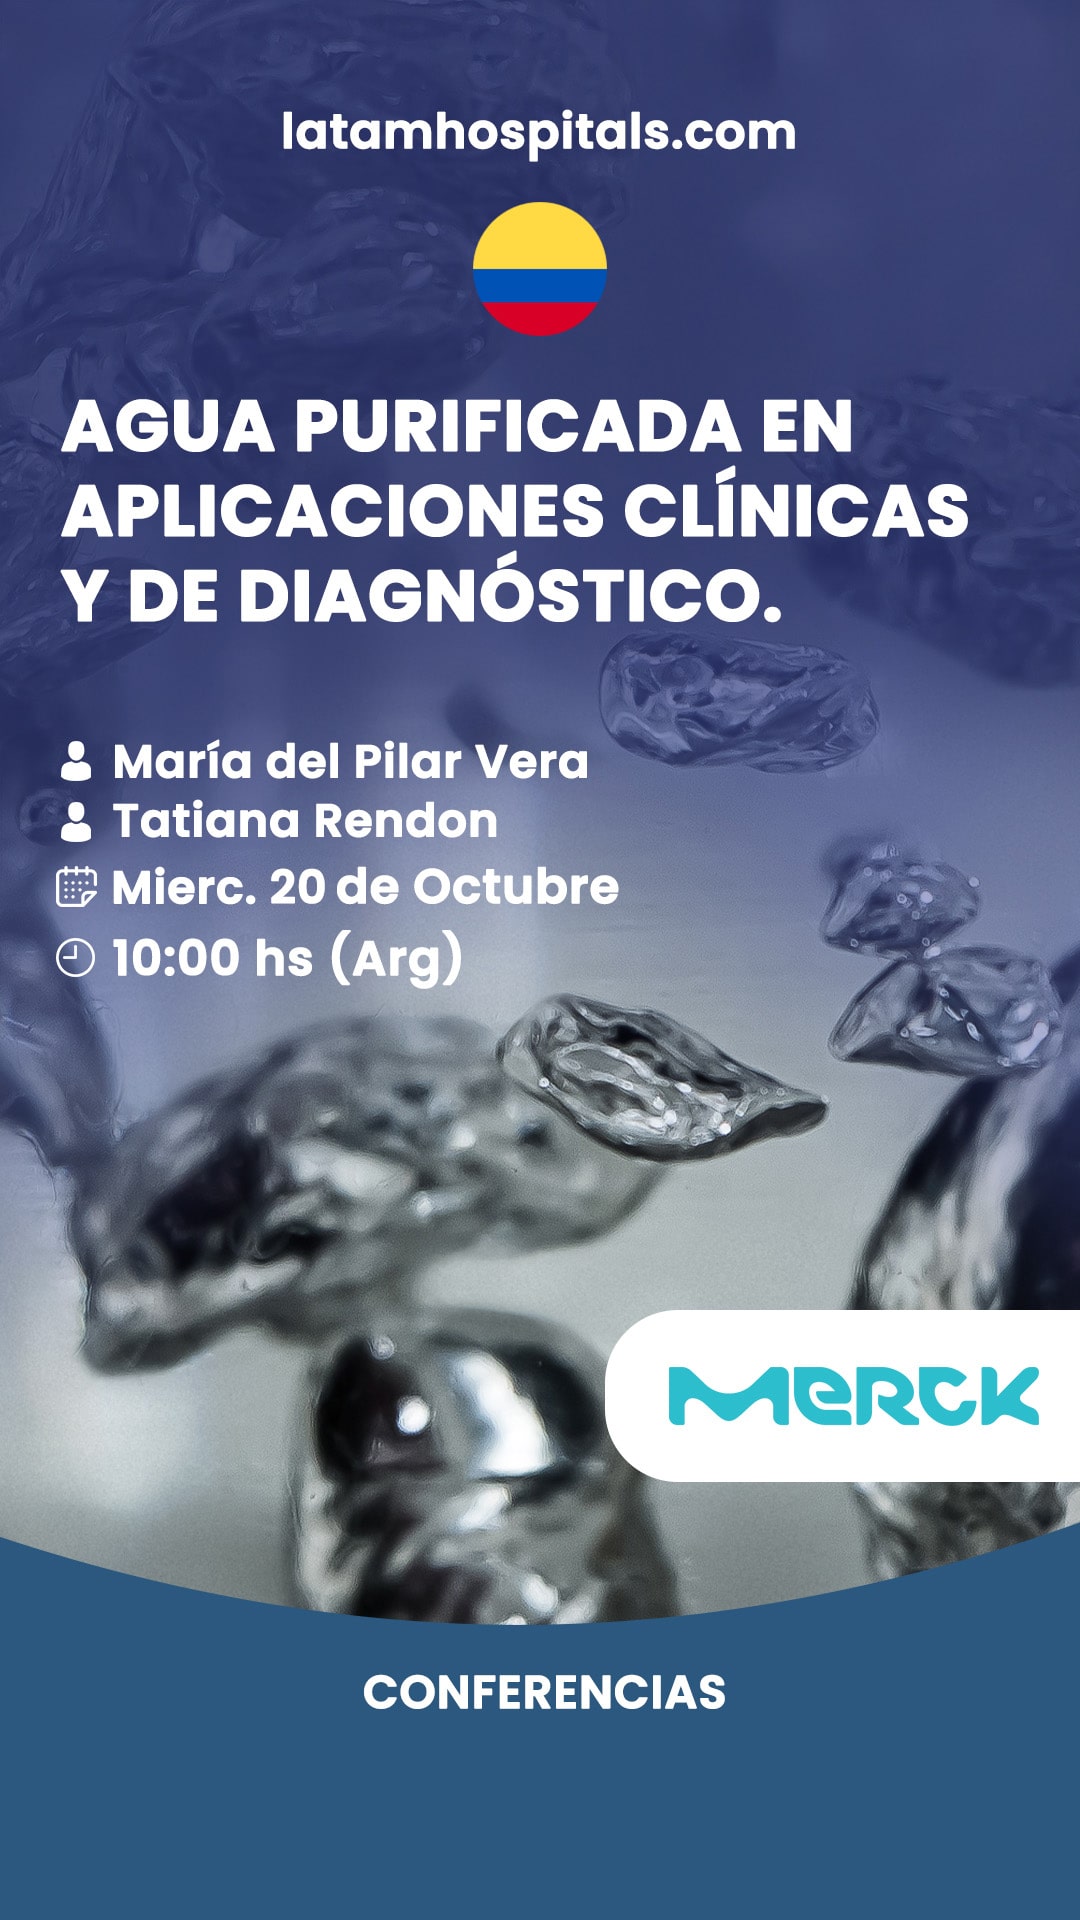 latamhospitals.com
AGUA PURIFICADA EN
APLICACIONES CLÍNICAS
Y DE DIAGNÓSTICO.
María del Pilar Vera
Tatiana Rendon
Mierc. 20 de Octubre
10:00 hs (Arg)
MERCK
CONFERENCIAS